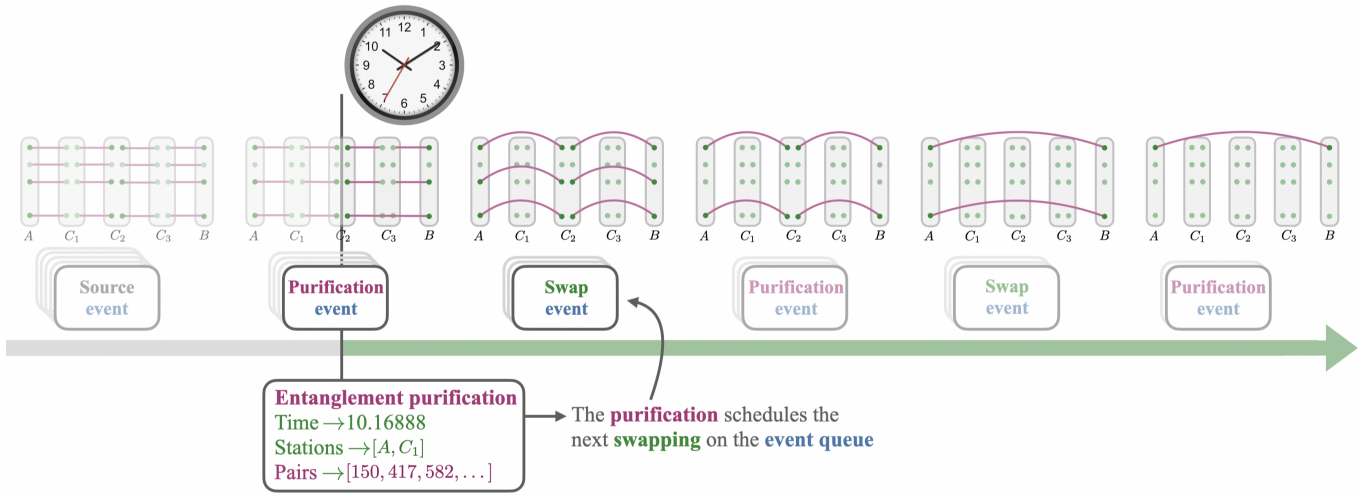 12
11
1
10
2
9
3
8
4
7
5
6
A C₁ C₂ C₃ B
A C₁ C₂ C₃ B
A C₁ C₂ C₃ B
A C₁ C₂ C₃ B
A C₁ C₂ C₃ B
A C₁ C₂ C₃ B
Source
event
Purification
event
Swap
event
Purification
event
Swap
event
Purification
event
Entanglement purification
Time →10.16888
Stations →[A, C₁]
Pairs →[150, 417, 582, . . . ]
The purification schedules the
next swapping on the event queue